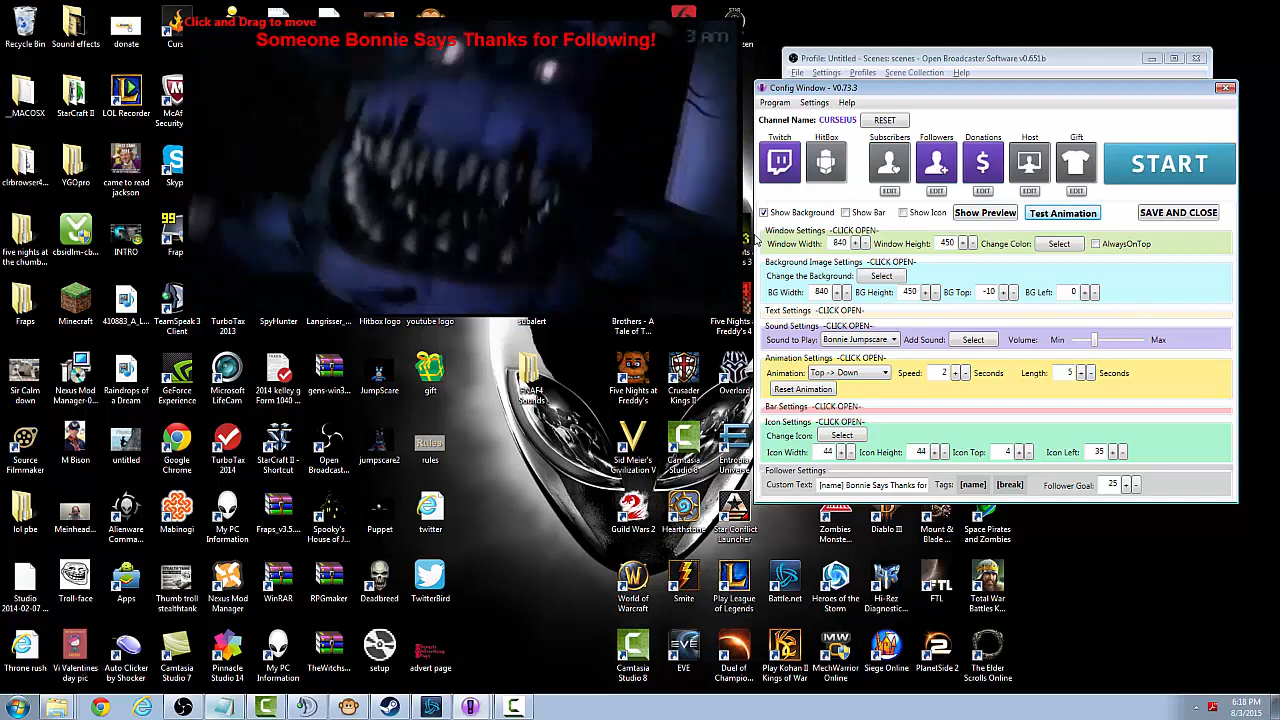 Click and Drag to move
Someone Bonnie Says Thanks for Following!
3 AM
Recycle Bin
Sound effects
donate
__MACOSX
StarCraft II
LOL Recorder
McAf
Security
clrbrowser4...
YGOpro
came to read
jackson
Skyp
five nights at
the chumb...
cbsidlm-cb...
INTRO
99
Fraps
Minecraft
410883_A_L...
TeamSpeak 3
Client
TurboTax
2013
SpyHunter
Langrisser_...
Hitbox logo
youtube logo
subalert
Brothers - A
Tale of T...
Five Nights
Freddy's 4
Sir Calm
down
Nexus Mod
Manager-0...
Raindrops of
a Dream
GeForce
Experience
Microsoft
LifeCam
2014 kelley g
Form 1040 ...
gens-win3...
JumpScare
gift
FNAF4
Sounds
Five Nights at
Freddy's
Crusader
Kings II
Overlord
Source
Filmmaker
M Bison
untitled
Google
Chrome
TurboTax
2014
StarCraft II -
Shortcut
Open
Broadcast...
jumpscare2
Rules
rules
Sid Meier's
Civilization V
Camtasia
Studio 8
Entropia
Universe
lol pbe
Meinhead...
Alienware
Comma...
Mabinogi
My PC
Information
Fraps_v3.5....
Spooky's
House of J...
Puppet
twitter
Guild Wars 2
Hearthstone
Star Conflict
Launcher
Zombies
Monste...
Diablo III
Mount &
Blade ...
Space Pirates
and Zombies
Studio
2014-02-07 ...
Troll-face
Apps
Thumb troll
stealthtank
Nexus Mod
Manager
WinRAR
RPGmaker
Deadbreed
TwitterBird
World of
Warcraft
Smite
Play League
of Legends
Battle.net
Heroes of the
Storm
Hi-Rez
Diagnostic...
FTL
Total War
Battles K...
Throne rush
Vi Valentines
day pic
Auto Clicker
by Shocker
Camtasia
Studio 7
Pinnacle
Studio 14
My PC
Information
TheWitchs...
setup
advert page
Camtasia
Studio 8
EVE
Duel of
Champio...
Play Kohan II
Kings of War
MechWarrior
Online
Siege Online
PlanetSide 2
The Elder
Scrolls Online
Profile: Untitled - Scenes: scenes - Open Broadcaster Software v0.651b
File Settings Profiles Scene Collection Help
Config Window - V0.73.3
Program Settings Help
Channel Name: CURSEIUS RESET
Twitch HitBox Subscribers Followers Donations Host Gift
START
EDIT EDIT EDIT EDIT EDIT
Show Background Show Bar Show Icon Show Preview Test Animation SAVE AND CLOSE
Window Settings -CLICK OPEN-
Window Width: 840 + - Window Height: 450 + - Change Color: Select AlwaysOnTop
Background Image Settings -CLICK OPEN-
Change the Background: Select
BG Width: 840 + - BG Height: 450 + - BG Top: -10 + - BG Left: 0 + -
Text Settings -CLICK OPEN-
Sound Settings -CLICK OPEN-
Sound to Play: Bonnie Jumpscare Add Sound: Select Volume: Min Max
Animation Settings -CLICK OPEN-
Animation: Top -> Down Speed: 2 + - Seconds Length: 5 + - Seconds
Reset Animation
Bar Settings -CLICK OPEN-
Icon Settings -CLICK OPEN-
Change Icon: Select
Icon Width: 44 + - Icon Height: 44 + - Icon Top: 4 + - Icon Left: 35 + -
Follower Settings
Custom Text: [name] Bonnie Says Thanks for Tags: [name] [break] Follower Goal: 25 + -
6:18 PM
8/3/2015